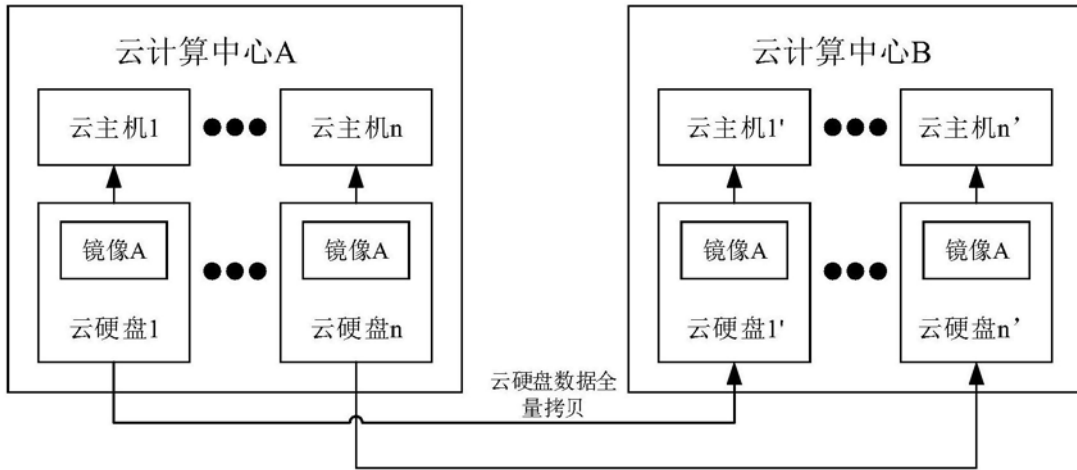 云计算中心A
云计算中心B
云主机1
云主机n
云主机1'
云主机n’
镜像A
镜像A
镜像A
镜像A
云硬盘1
云硬盘n
云硬盘1'
云硬盘n’
云硬盘数据全
量拷贝